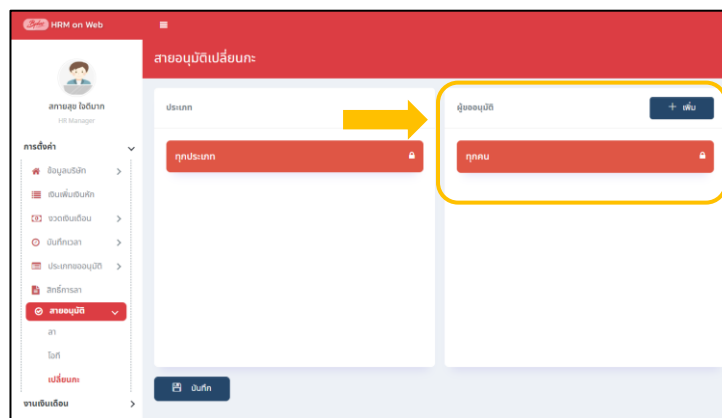 HRM on Web
สายอนุมัติเปลี่ยนกะ
สกายสุข ใจดีมาก
HR Manager
การตั้งค่า
ข้อมูลบริษัท
เงินเพิ่มเงินหัก
งวดเงินเดือน
บันทึกเวลา
ประเภทขออนุมัติ
สิทธิ์การลา
สายอนุมัติ
ลา
โอที
เปลี่ยนกะ
งานเงินเดือน
ประเภท
ทุกประเภท
ผู้ขออนุมัติ
+ เพิ่ม
ทุกคน
บันทึก